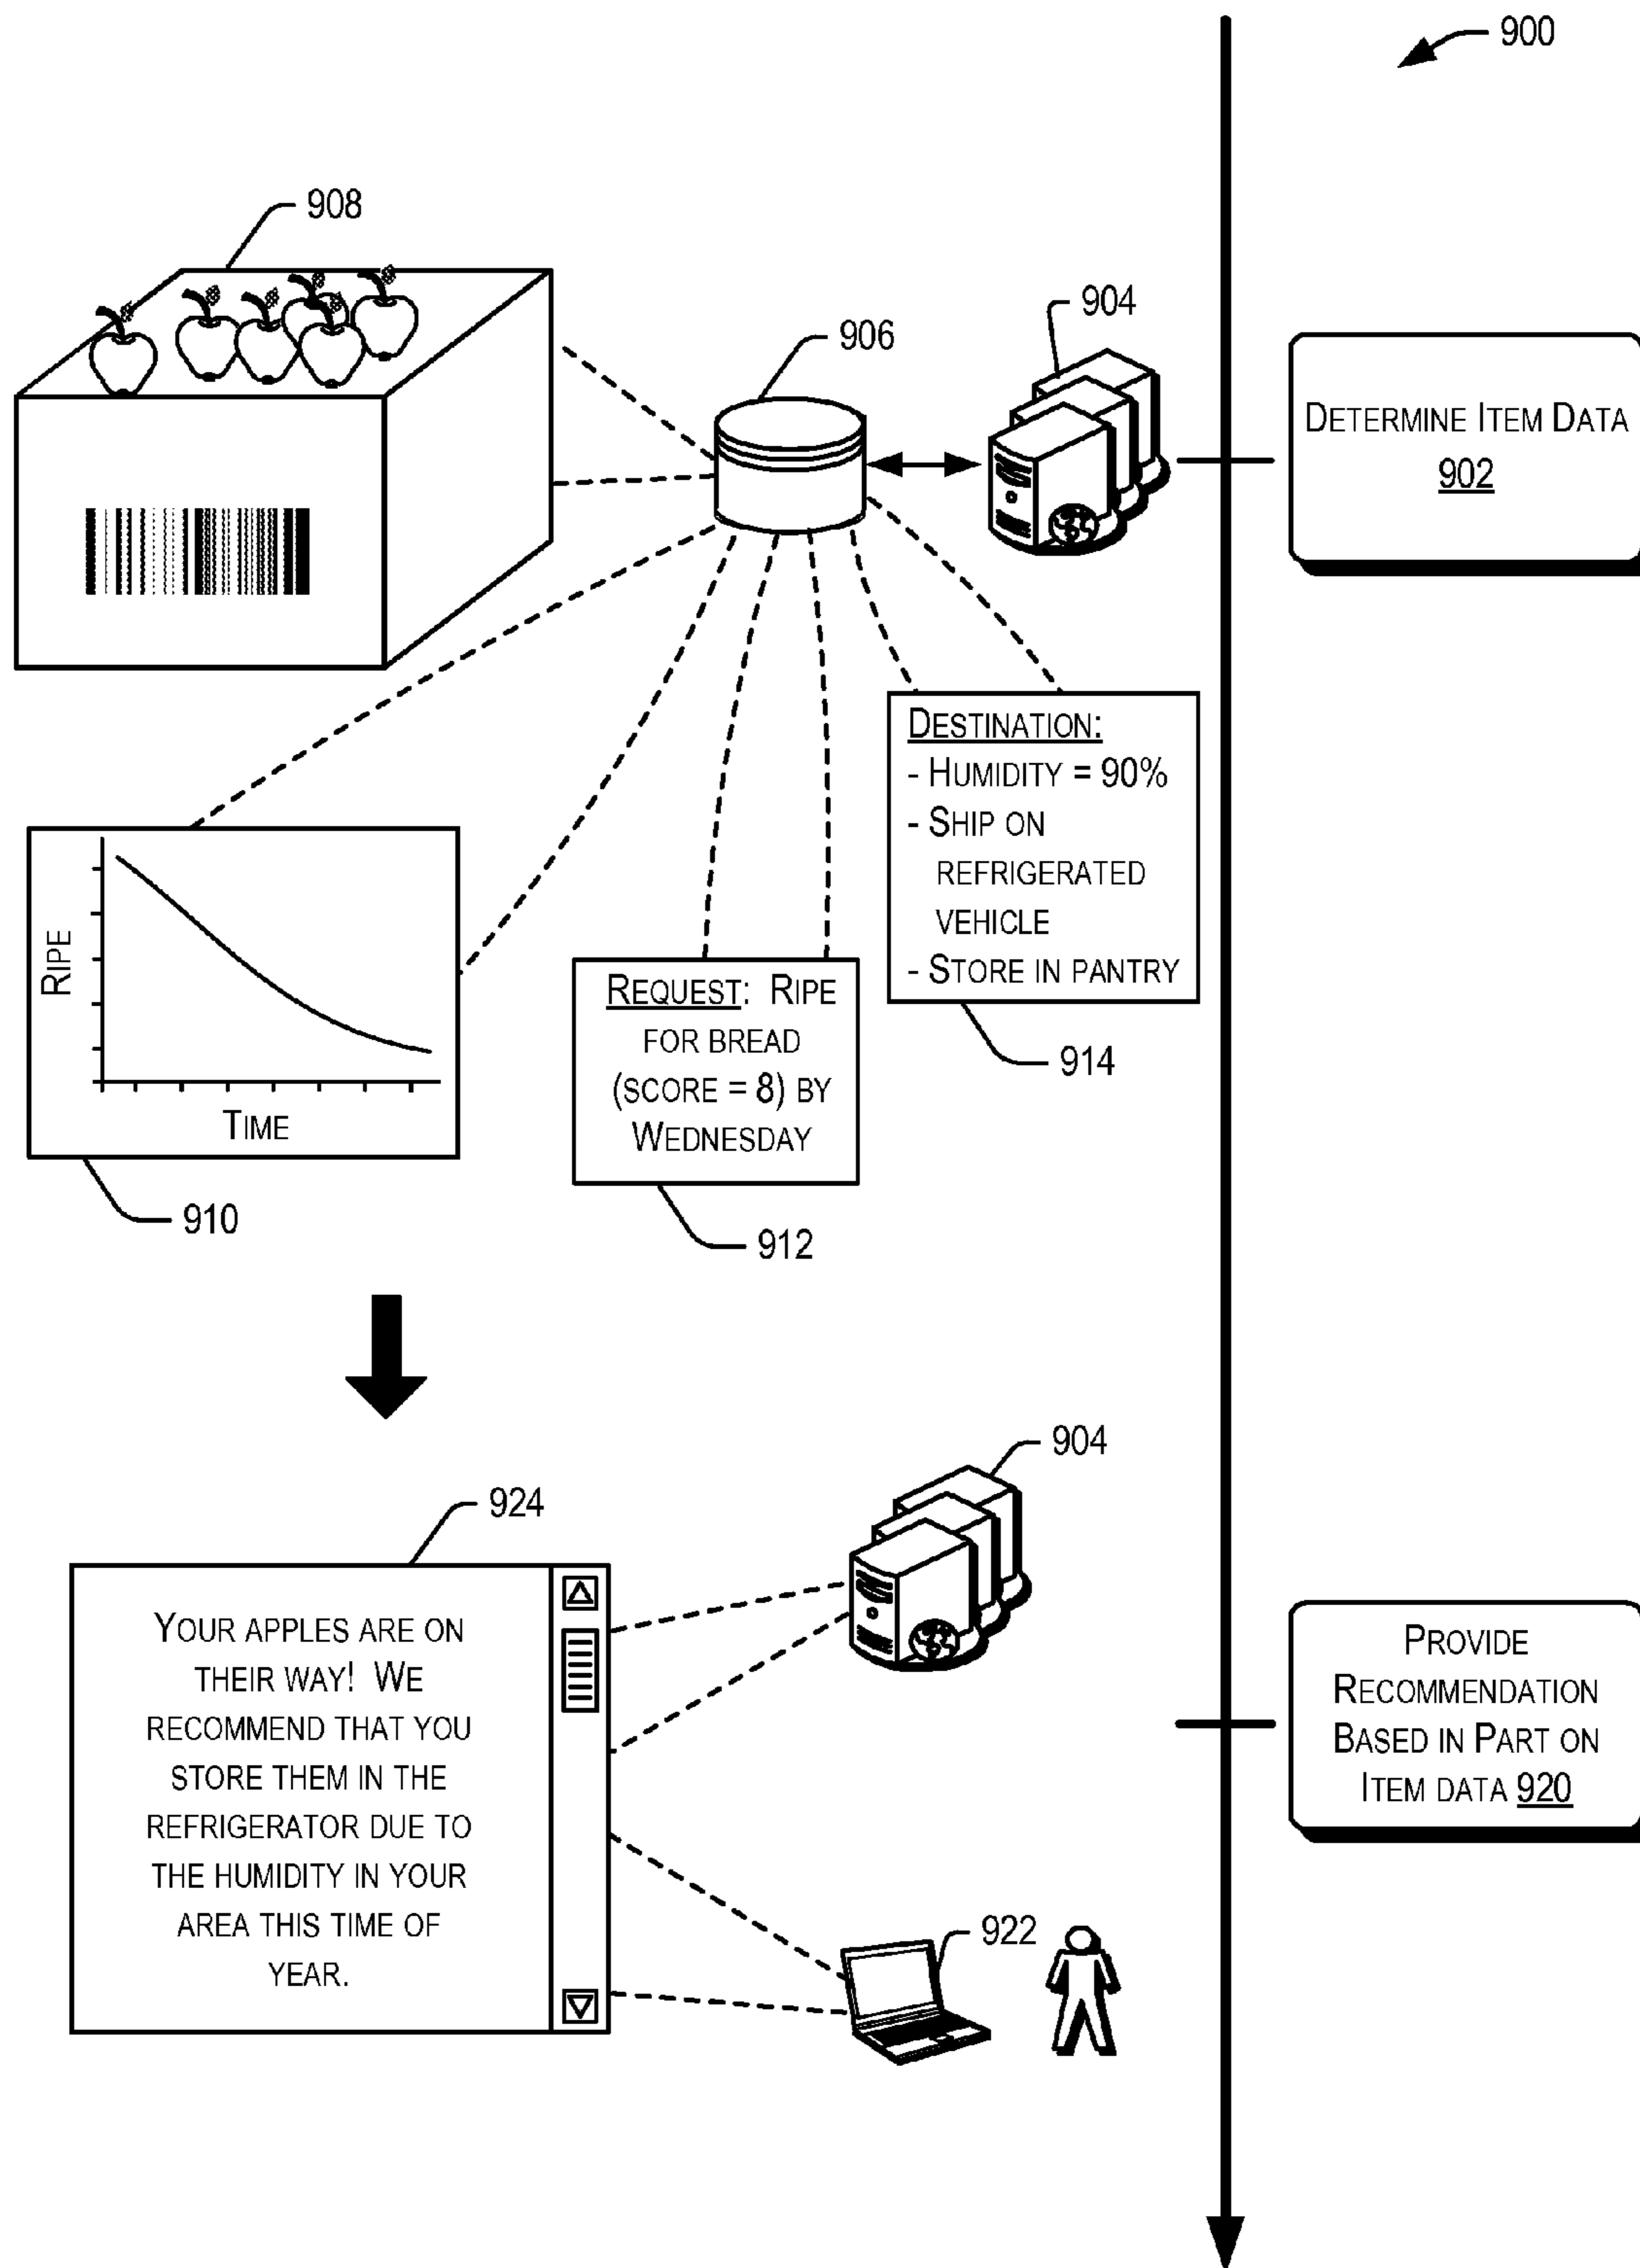 900
908
906
904
DETERMINE ITEM DATA
902
DESTINATION:
- HUMIDITY = 90%
- SHIP ON
REFRIGERATED
VEHICLE
- STORE IN PANTRY
914
RIPE
TIME
910
REQUEST: RIPE
FOR BREAD
(SCORE = 8) BY
WEDNESDAY
912
904
924
YOUR APPLES ARE ON
THEIR WAY! WE
RECOMMEND THAT YOU
STORE THEM IN THE
REFRIGERATOR DUE TO
THE HUMIDITY IN YOUR
AREA THIS TIME OF
YEAR.
PROVIDE
RECOMMENDATION
BASED IN PART ON
ITEM DATA 920
922